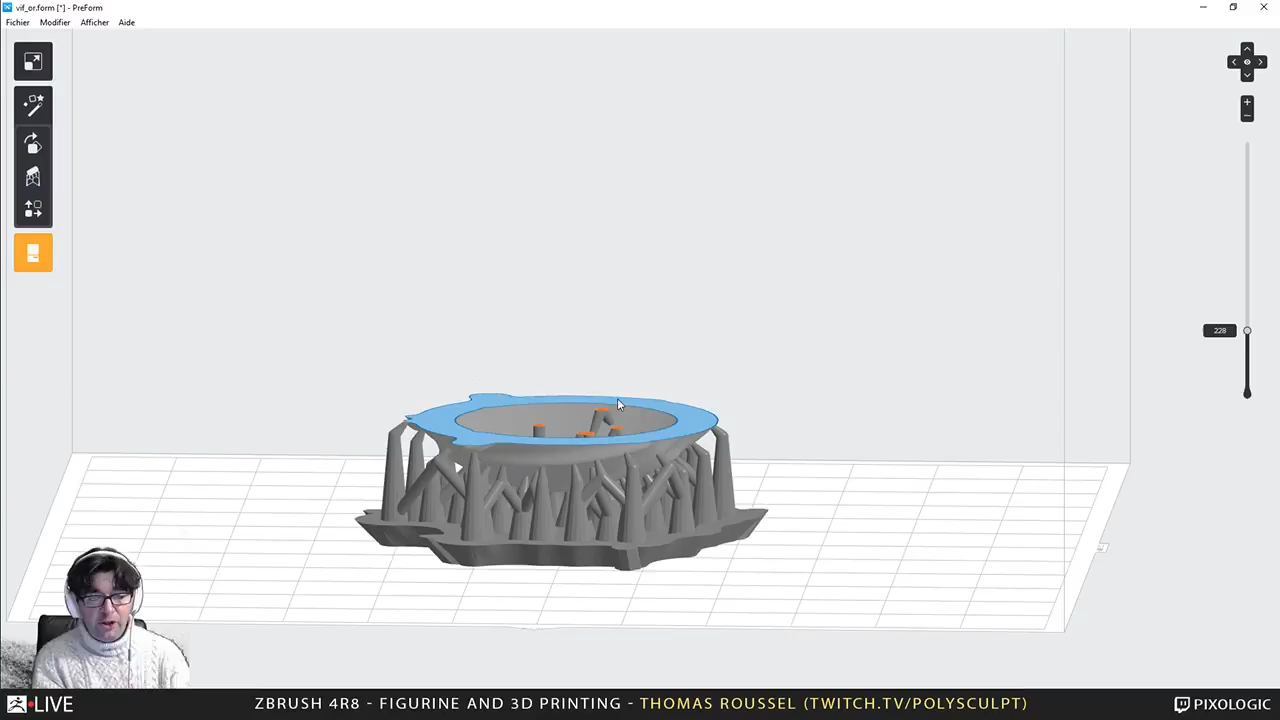 vif_or.form [*] - PreForm
Fichier Modifier Afficher Aide
228
LIVE
ZBRUSH 4R8 - FIGURINE AND 3D PRINTING - THOMAS ROUSSEL (TWITCH.TV/POLYSCULPT)
PIXOLOGIC